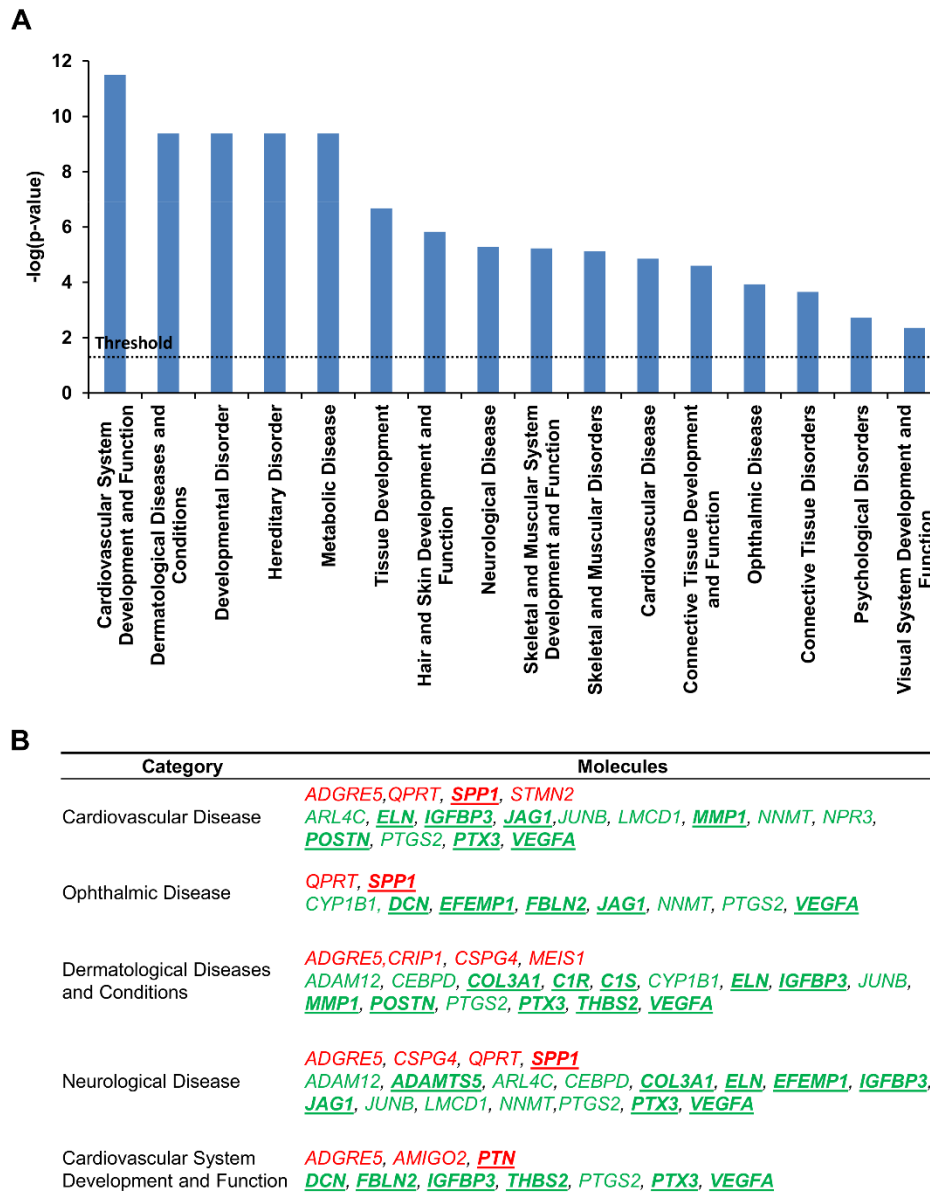 A
12
10
8
6
4
2
0
-log(p-value)
Threshold
Cardiovascular System
Development and Function
Dermatological Diseases and
Conditions
Developmental Disorder
Hereditary Disorder
Metabolic Disease
Tissue Development
Hair and Skin Development and
Function
Neurological Disease
Skeletal and Muscular System
Development and Function
Skeletal and Muscular Disorders
Cardiovascular Disease
Connective Tissue Development
and Function
Ophthalmic Disease
Connective Tissue Disorders
Psychological Disorders
Visual System Development and
Function
B
Category Molecules
Cardiovascular Disease
ADGRE5,QPRT, SPP1, STMN2
ARL4C, ELN, IGFBP3, JAG1,JUNB, LMCD1, MMP1, NNMT, NPR3,
POSTN, PTGS2, PTX3, VEGFA
Ophthalmic Disease
QPRT, SPP1
CYP1B1, DCN, EFEMP1, FBLN2, JAG1, NNMT, PTGS2, VEGFA
Dermatological Diseases
and Conditions
ADGRE5,CRIP1, CSPG4, MEIS1
ADAM12, CEBPD, COL3A1, C1R, C1S, CYP1B1, ELN, IGFBP3, JUNB,
MMP1, POSTN, PTGS2, PTX3, THBS2, VEGFA
Neurological Disease
ADGRE5, CSPG4, QPRT, SPP1
ADAM12, ADAMTS5, ARL4C, CEBPD, COL3A1, ELN, EFEMP1, IGFBP3,
JAG1, JUNB, LMCD1, NNMT,PTGS2, PTX3, VEGFA
Cardiovascular System
Development and Function
ADGRE5, AMIGO2, PTN
DCN, FBLN2, IGFBP3, THBS2, PTGS2, PTX3, VEGFA